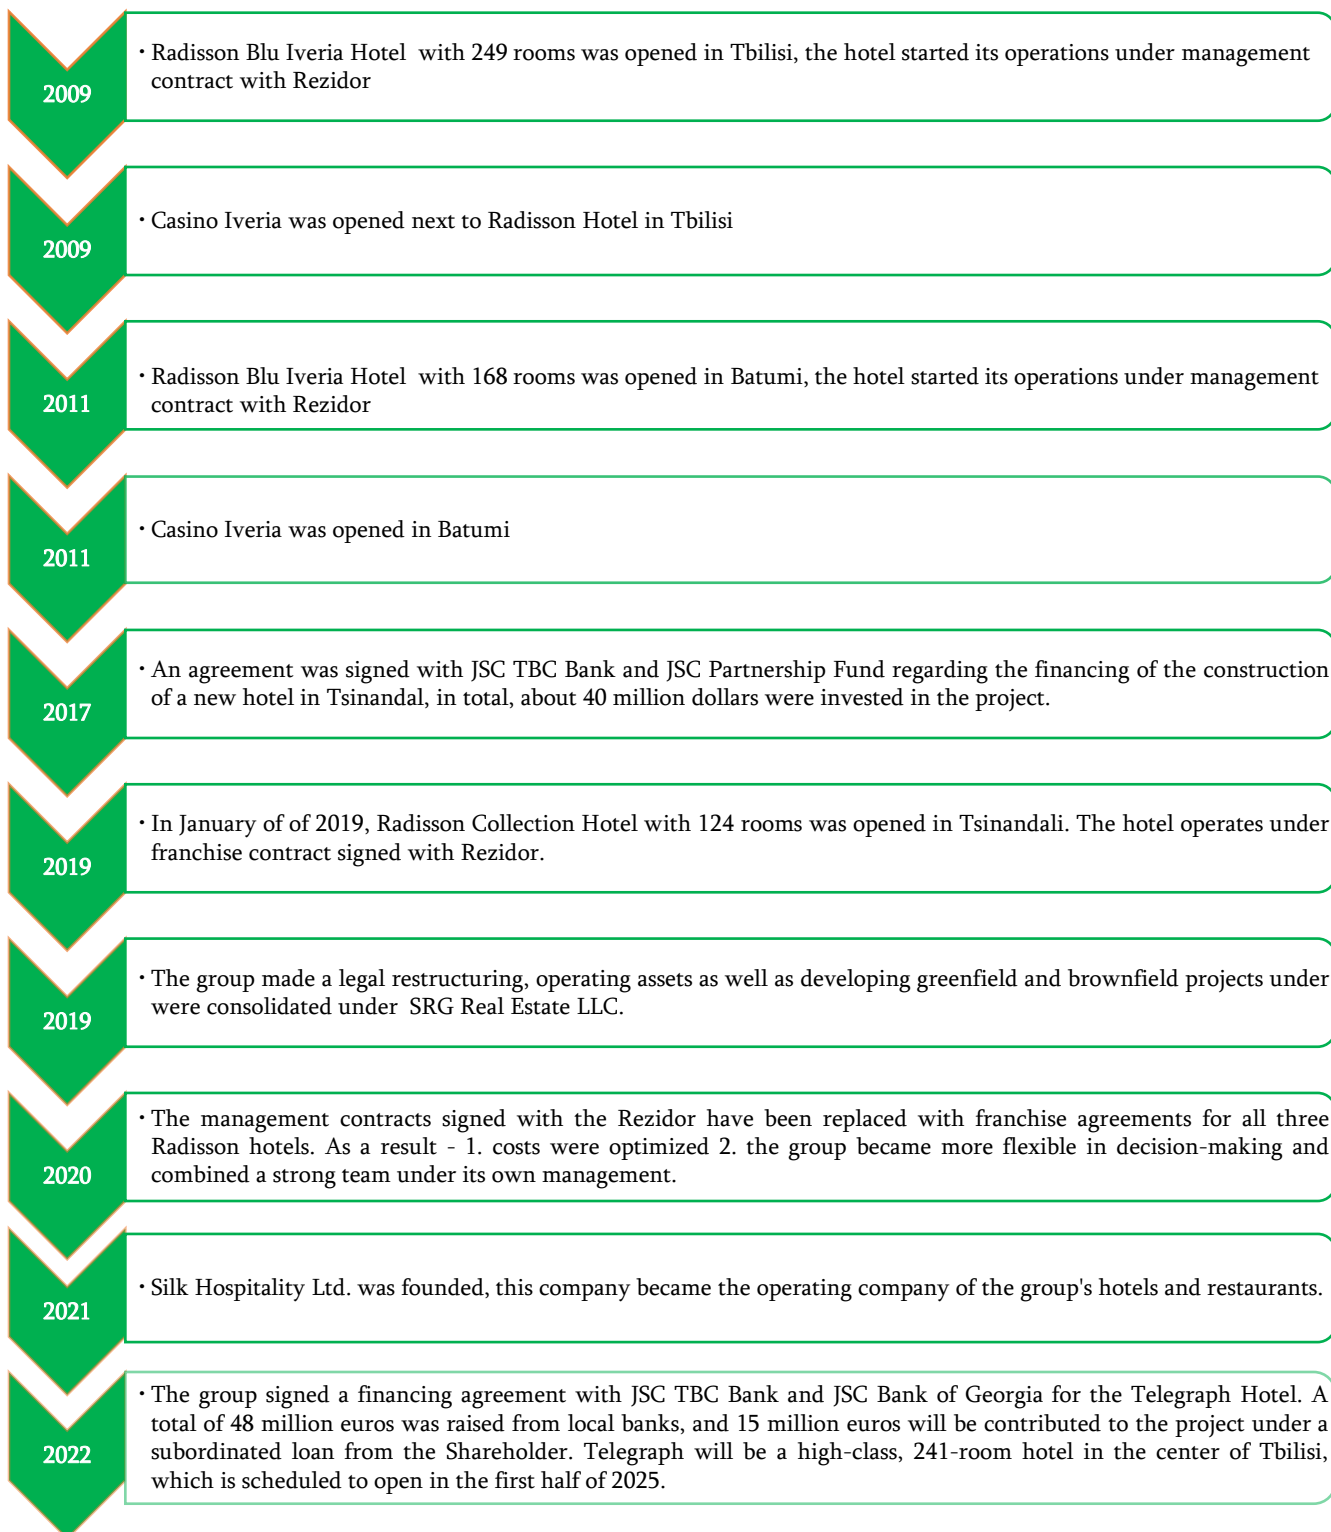 2009
· Radisson Blu Iveria Hotel  with 249 rooms was opened in Tbilisi, the hotel started its operations under management
contract with Rezidor
2009
· Casino Iveria was opened next to Radisson Hotel in Tbilisi
2011
· Radisson Blu Iveria Hotel  with 168 rooms was opened in Batumi, the hotel started its operations under management
contract with Rezidor
2011
· Casino Iveria was opened in Batumi
2017
· An agreement was signed with JSC TBC Bank and JSC Partnership Fund regarding the financing of the construction
of a new hotel in Tsinandal, in total, about 40 million dollars were invested in the project.
2019
· In January of of 2019, Radisson Collection Hotel with 124 rooms was opened in Tsinandali. The hotel operates under
franchise contract signed with Rezidor.
2019
· The group made a legal restructuring, operating assets as well as developing greenfield and brownfield projects under
were consolidated under  SRG Real Estate LLC.
2020
· The management contracts signed with the Rezidor have been replaced with franchise agreements for all three
Radisson hotels. As a result - 1. costs were optimized 2. the group became more flexible in decision-making and
combined a strong team under its own management.
2021
· Silk Hospitality Ltd. was founded, this company became the operating company of the group's hotels and restaurants.
2022
· The group signed a financing agreement with JSC TBC Bank and JSC Bank of Georgia for the Telegraph Hotel. A
total of 48 million euros was raised from local banks, and 15 million euros will be contributed to the project under a
subordinated loan from the Shareholder. Telegraph will be a high-class, 241-room hotel in the center of Tbilisi,
which is scheduled to open in the first half of 2025.